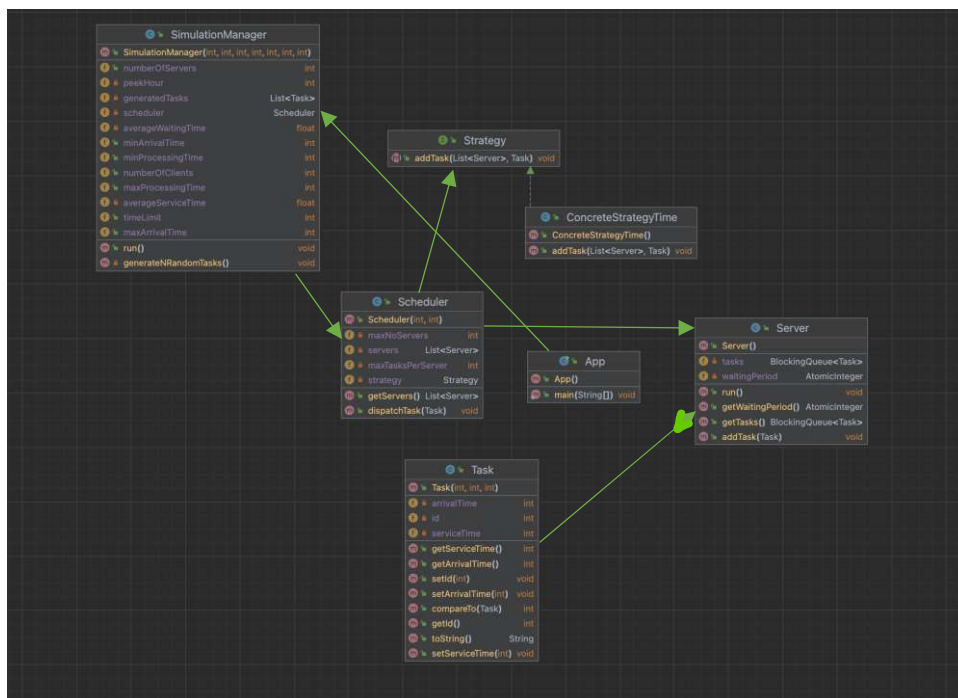 SimulationManager
SimulationManager(int, int, int, int, int, int, int)
numberOfServers int
peekHour int
generatedTasks List<Task>
scheduler Scheduler
averageWaitingTime float
minArrivalTime int
minProcessingTime int
numberOfClients int
maxProcessingTime int
averageServiceTime float
timeLimit int
maxArrivalTime int
run() void
generateNRandomTasks() void
Strategy
addTask(List<Server>, Task) void
ConcreteStrategyTime
ConcreteStrategyTime()
addTask(List<Server>, Task) void
Scheduler
Scheduler(int, int)
maxNoServers int
servers List<Server>
maxTasksPerServer int
strategy Strategy
getServers() List<Server>
dispatchTask(Task) void
App
App()
main(String[]) void
Server
Server()
tasks BlockingQueue<Task>
waitingPeriod AtomicInteger
run() void
getWaitingPeriod() AtomicInteger
getTasks() BlockingQueue<Task>
addTask(Task) void
Task
Task(int, int, int)
arrivalTime int
id int
serviceTime int
getServiceTime() int
getArrivalTime() int
setId(int) void
setArrivalTime(int) void
compareTo(Task) int
getId() int
toString() String
setServiceTime(int) void